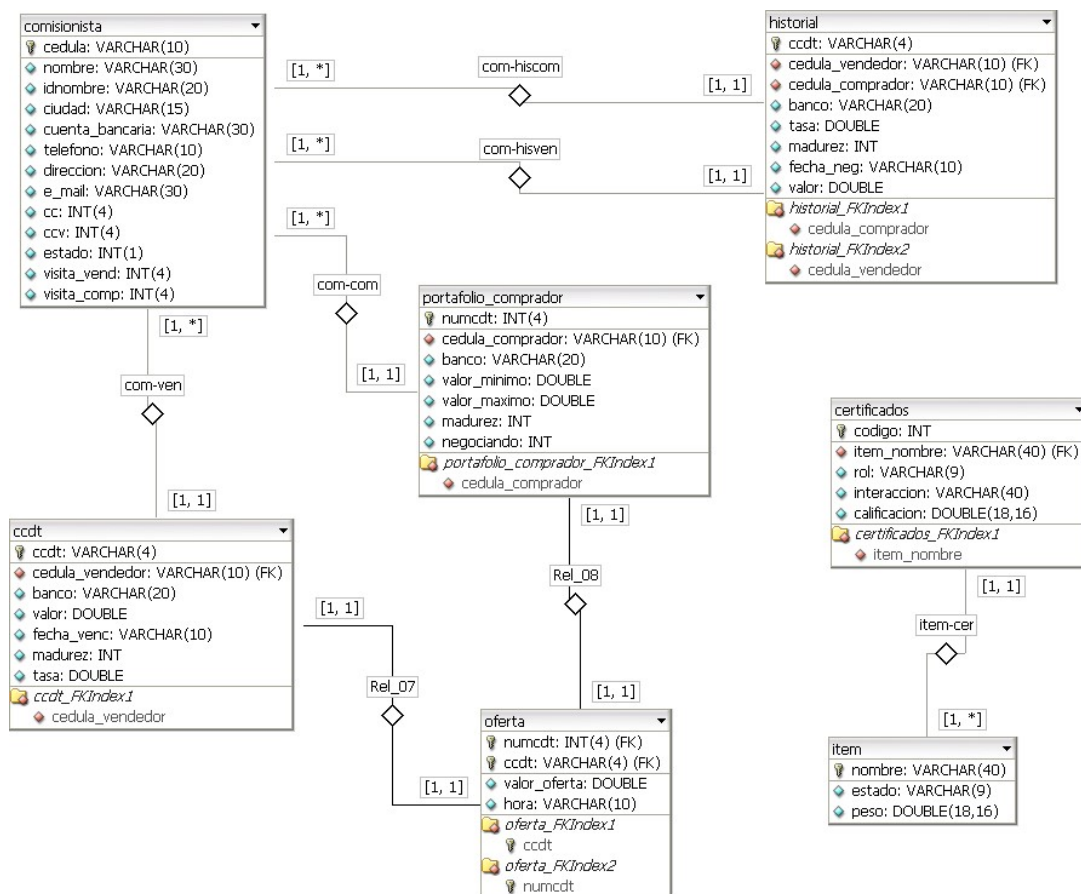 comisionista
cedula: VARCHAR(10)
nombre: VARCHAR(30)
idnombre: VARCHAR(20)
ciudad: VARCHAR(15)
cuenta_bancaria: VARCHAR(30)
telefono: VARCHAR(10)
direccion: VARCHAR(20)
e_mail: VARCHAR(30)
cc: INT(4)
ccv: INT(4)
estado: INT(1)
visita_vend: INT(4)
visita_comp: INT(4)
[1, *]
com-hiscom
[1, 1]
[1, *]
com-hisven
[1, 1]
historial
ccdt: VARCHAR(4)
cedula_vendedor: VARCHAR(10) (FK)
cedula_comprador: VARCHAR(10) (FK)
banco: VARCHAR(20)
tasa: DOUBLE
madurez: INT
fecha_neg: VARCHAR(10)
valor: DOUBLE
historial_FKIndex1
cedula_comprador
historial_FKIndex2
cedula_vendedor
[1, *]
com-com
[1, 1]
portafolio_comprador
numcdt: INT(4)
cedula_comprador: VARCHAR(10) (FK)
banco: VARCHAR(20)
valor_minimo: DOUBLE
valor_maximo: DOUBLE
madurez: INT
negociando: INT
portafolio_comprador_FKIndex1
cedula_comprador
[1, *]
com-ven
[1, 1]
certificados
codigo: INT
item_nombre: VARCHAR(40) (FK)
rol: VARCHAR(9)
interaccion: VARCHAR(40)
calificacion: DOUBLE(18,16)
certificados_FKIndex1
item_nombre
ccdt
ccdt: VARCHAR(4)
cedula_vendedor: VARCHAR(10) (FK)
banco: VARCHAR(20)
valor: DOUBLE
fecha_venc: VARCHAR(10)
madurez: INT
tasa: DOUBLE
ccdt_FKIndex1
cedula_vendedor
[1, 1]
Rel_07
[1, 1]
[1, 1]
Rel_08
[1, 1]
[1, 1]
item-cer
[1, *]
oferta
numcdt: INT(4) (FK)
ccdt: VARCHAR(4) (FK)
valor_oferta: DOUBLE
hora: VARCHAR(10)
oferta_FKIndex1
ccdt
oferta_FKIndex2
numcdt
item
nombre: VARCHAR(40)
estado: VARCHAR(9)
peso: DOUBLE(18,16)